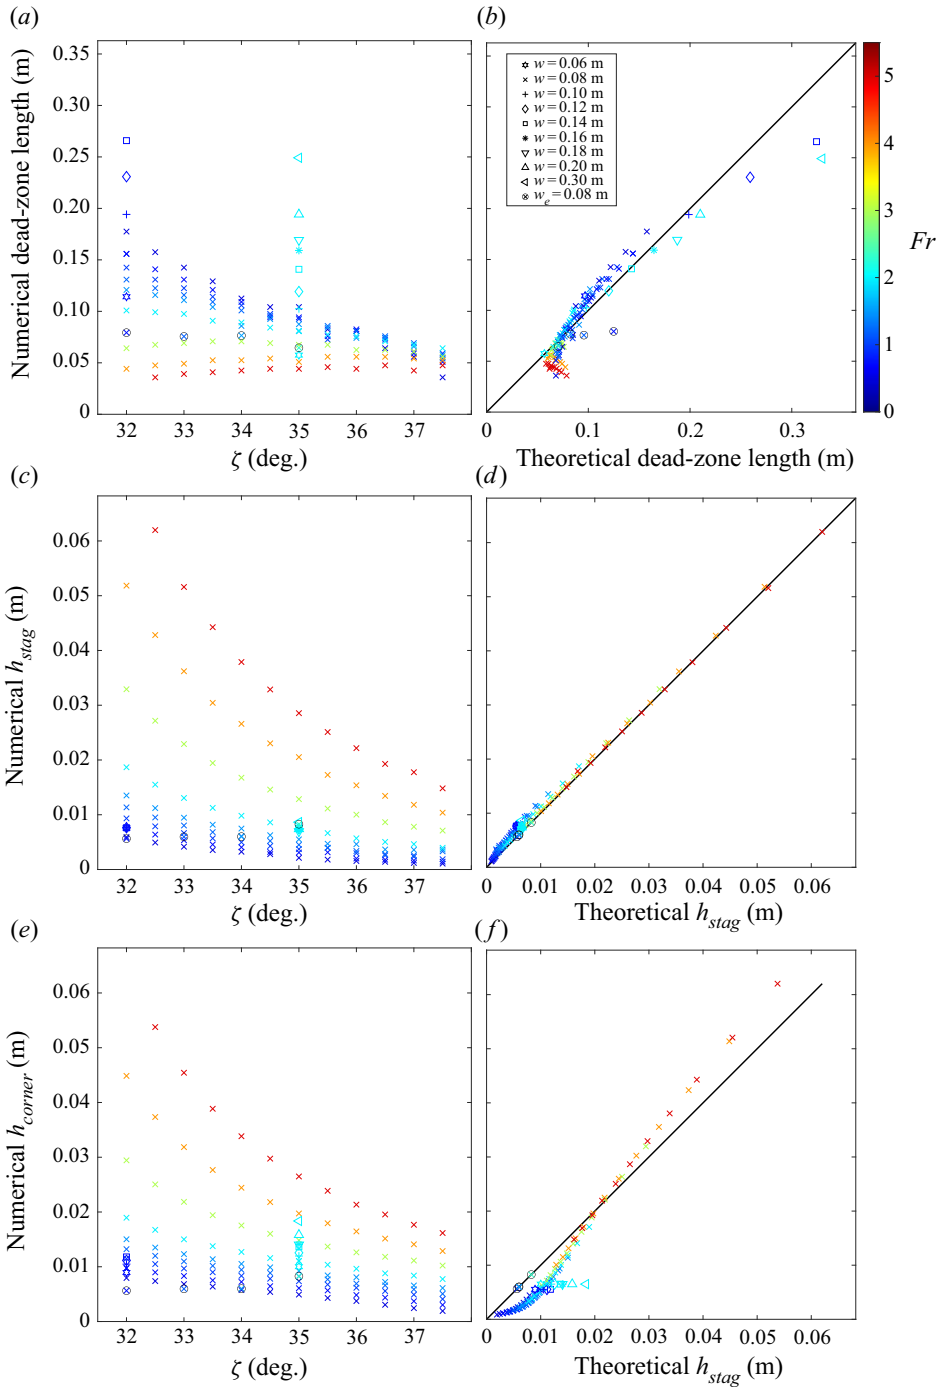 (a)
(b)
Numerical dead-zone length (m)
0.35
0.30
0.25
0.20
0.15
0.10
0.05
0
32 33 34 35 36 37
ζ (deg.)
w = 0.06 m
w = 0.08 m
w = 0.10 m
w = 0.12 m
w = 0.14 m
w = 0.16 m
w = 0.18 m
w = 0.20 m
w = 0.30 m
w_e = 0.08 m
0 0.1 0.2 0.3
Theoretical dead-zone length (m)
5
4
3
2
1
0
Fr
(c)
(d)
Numerical h_stag (m)
0.06
0.05
0.04
0.03
0.02
0.01
0
32 33 34 35 36 37
ζ (deg.)
0 0.01 0.02 0.03 0.04 0.05 0.06
Theoretical h_stag (m)
(e)
(f)
Numerical h_corner (m)
0.06
0.05
0.04
0.03
0.02
0.01
0
32 33 34 35 36 37
ζ (deg.)
0 0.01 0.02 0.03 0.04 0.05 0.06
Theoretical h_stag (m)